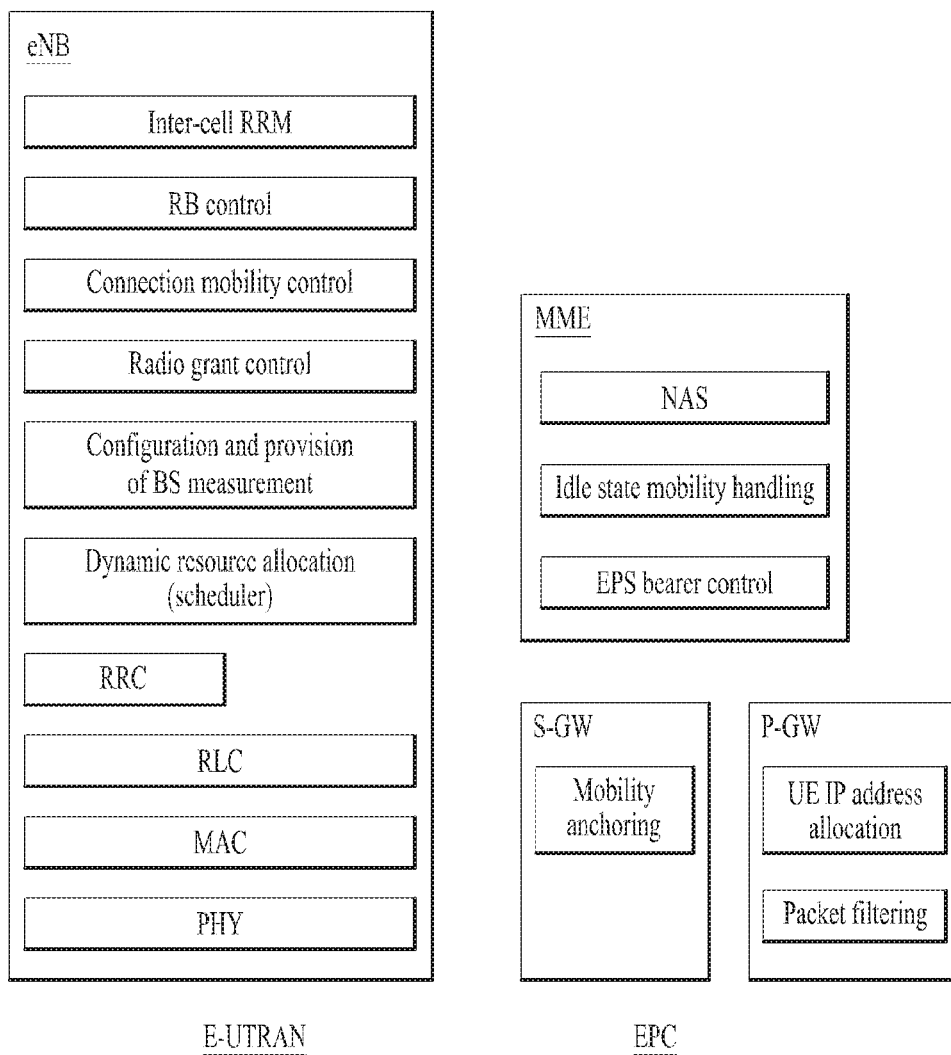 eNB
Inter-cell RRM
RB control
Connection mobility control
Radio grant control
Configuration and provision
of BS measurement
Dynamic resource allocation
(scheduler)
RRC
RLC
MAC
PHY
E-UTRAN
MME
NAS
Idle state mobility handling
EPS bearer control
S-GW
Mobility
anchoring
P-GW
UE IP address
allocation
Packet filtering
EPC